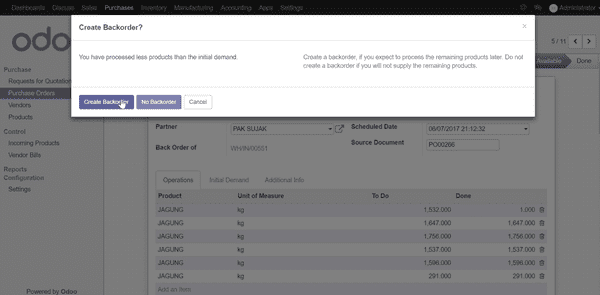 Dashboards Discuss Sales Purchases Inventory Manufacturing Accounting Apps Settings Administrator
odoo
Create Backorder?
×
5 / 11
Available Done
You have processed less products than the initial demand.
Create a backorder, if you expect to process the remaining products later. Do not
create a backorder if you will not supply the remaining products.
Create Backorder No Backorder Cancel
Purchase
Requests for Quotation
Purchase Orders
Vendors
Products
Control
Incoming Products
Vendor Bills
Reports
Configuration
Settings
Powered by Odoo
Partner PAK SUJAK
Scheduled Date 08/07/2017 21:12:32
Back Order of WH/IN/00201
Source Document PO00266
Operations Initial Demand Additional Info
Product Unit of Measure To Do Done
JAGUNG kg 1,532.000 1.000
JAGUNG kg 1,647.000 1,647.000
JAGUNG kg 1,756.000 1,756.000
JAGUNG kg 1,537.000 1,537.000
JAGUNG kg 1,596.000 1,596.000
JAGUNG kg 291.000 291.000
Add an item